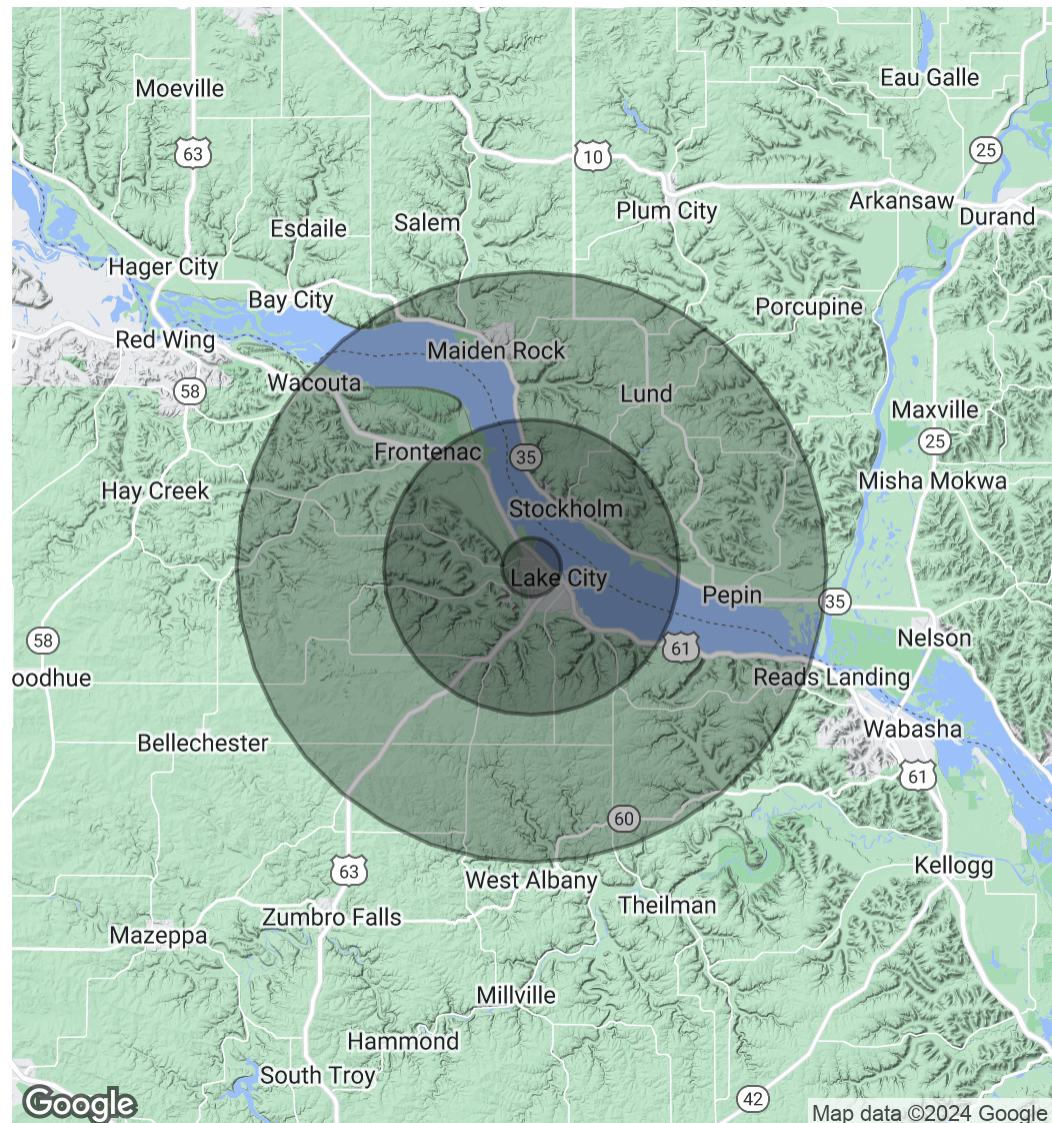 Eau Galle
Moeville
63
10
25
Plum City
Arkansaw
Durand
Salem
Esdaile
Hager City
Bay City
Porcupine
Red Wing
Maiden Rock
Wacouta
58
Lund
Maxville
25
Frontenac
35
Misha Mokwa
Hay Creek
Stockholm
Lake City
Pepin
35
58
61
Nelson
oodhue
Reads Landing
Wabasha
Bellechester
61
60
Kellogg
63
West Albany
Theilman
Zumbro Falls
Mazeppa
Millville
Hammond
South Troy
42
Google
Map data ©2024 Google